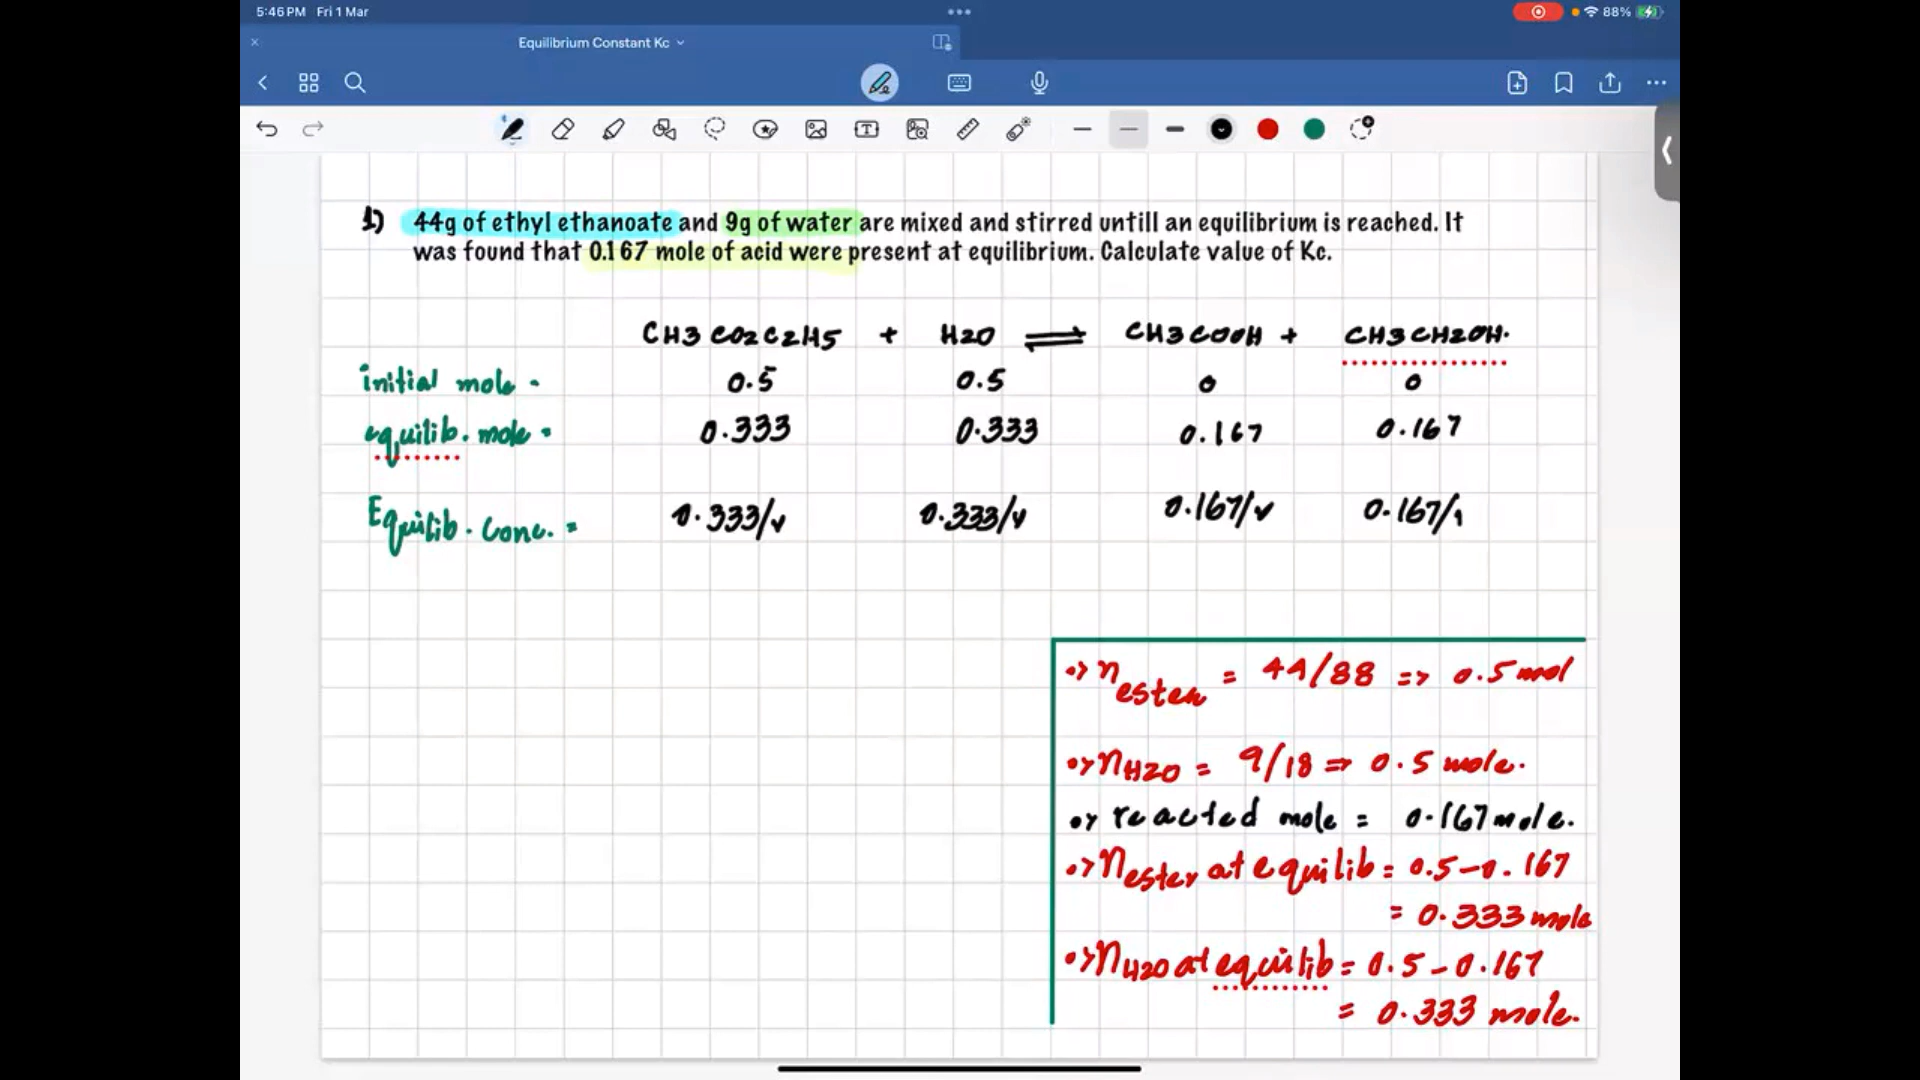 5:46 PM Fri 1 Mar
88%
Equilibrium Constant Kc
1) 44g of ethyl ethanoate and 9g of water are mixed and stirred untill an equilibrium is reached. It
was found that 0.167 mole of acid were present at equilibrium. Calculate value of Kc.
CH3CO2C2H5 + H2O ⇌ CH3COOH + CH3CH2OH.
initial mole - 0.5 0.5 0 0
equilib. mole = 0.333 0.333 0.167 0.167
Equilib. conc. = 0.333/v 0.333/v 0.167/v 0.167/v
•> n ester = 44/88 => 0.5 mol
•> nH2O = 9/18 => 0.5 mole.
•> reacted mole = 0.167 mole.
•> n ester at equilib = 0.5-0.167
= 0.333 mole
•> nH2O at equilib = 0.5-0.167
= 0.333 mole.